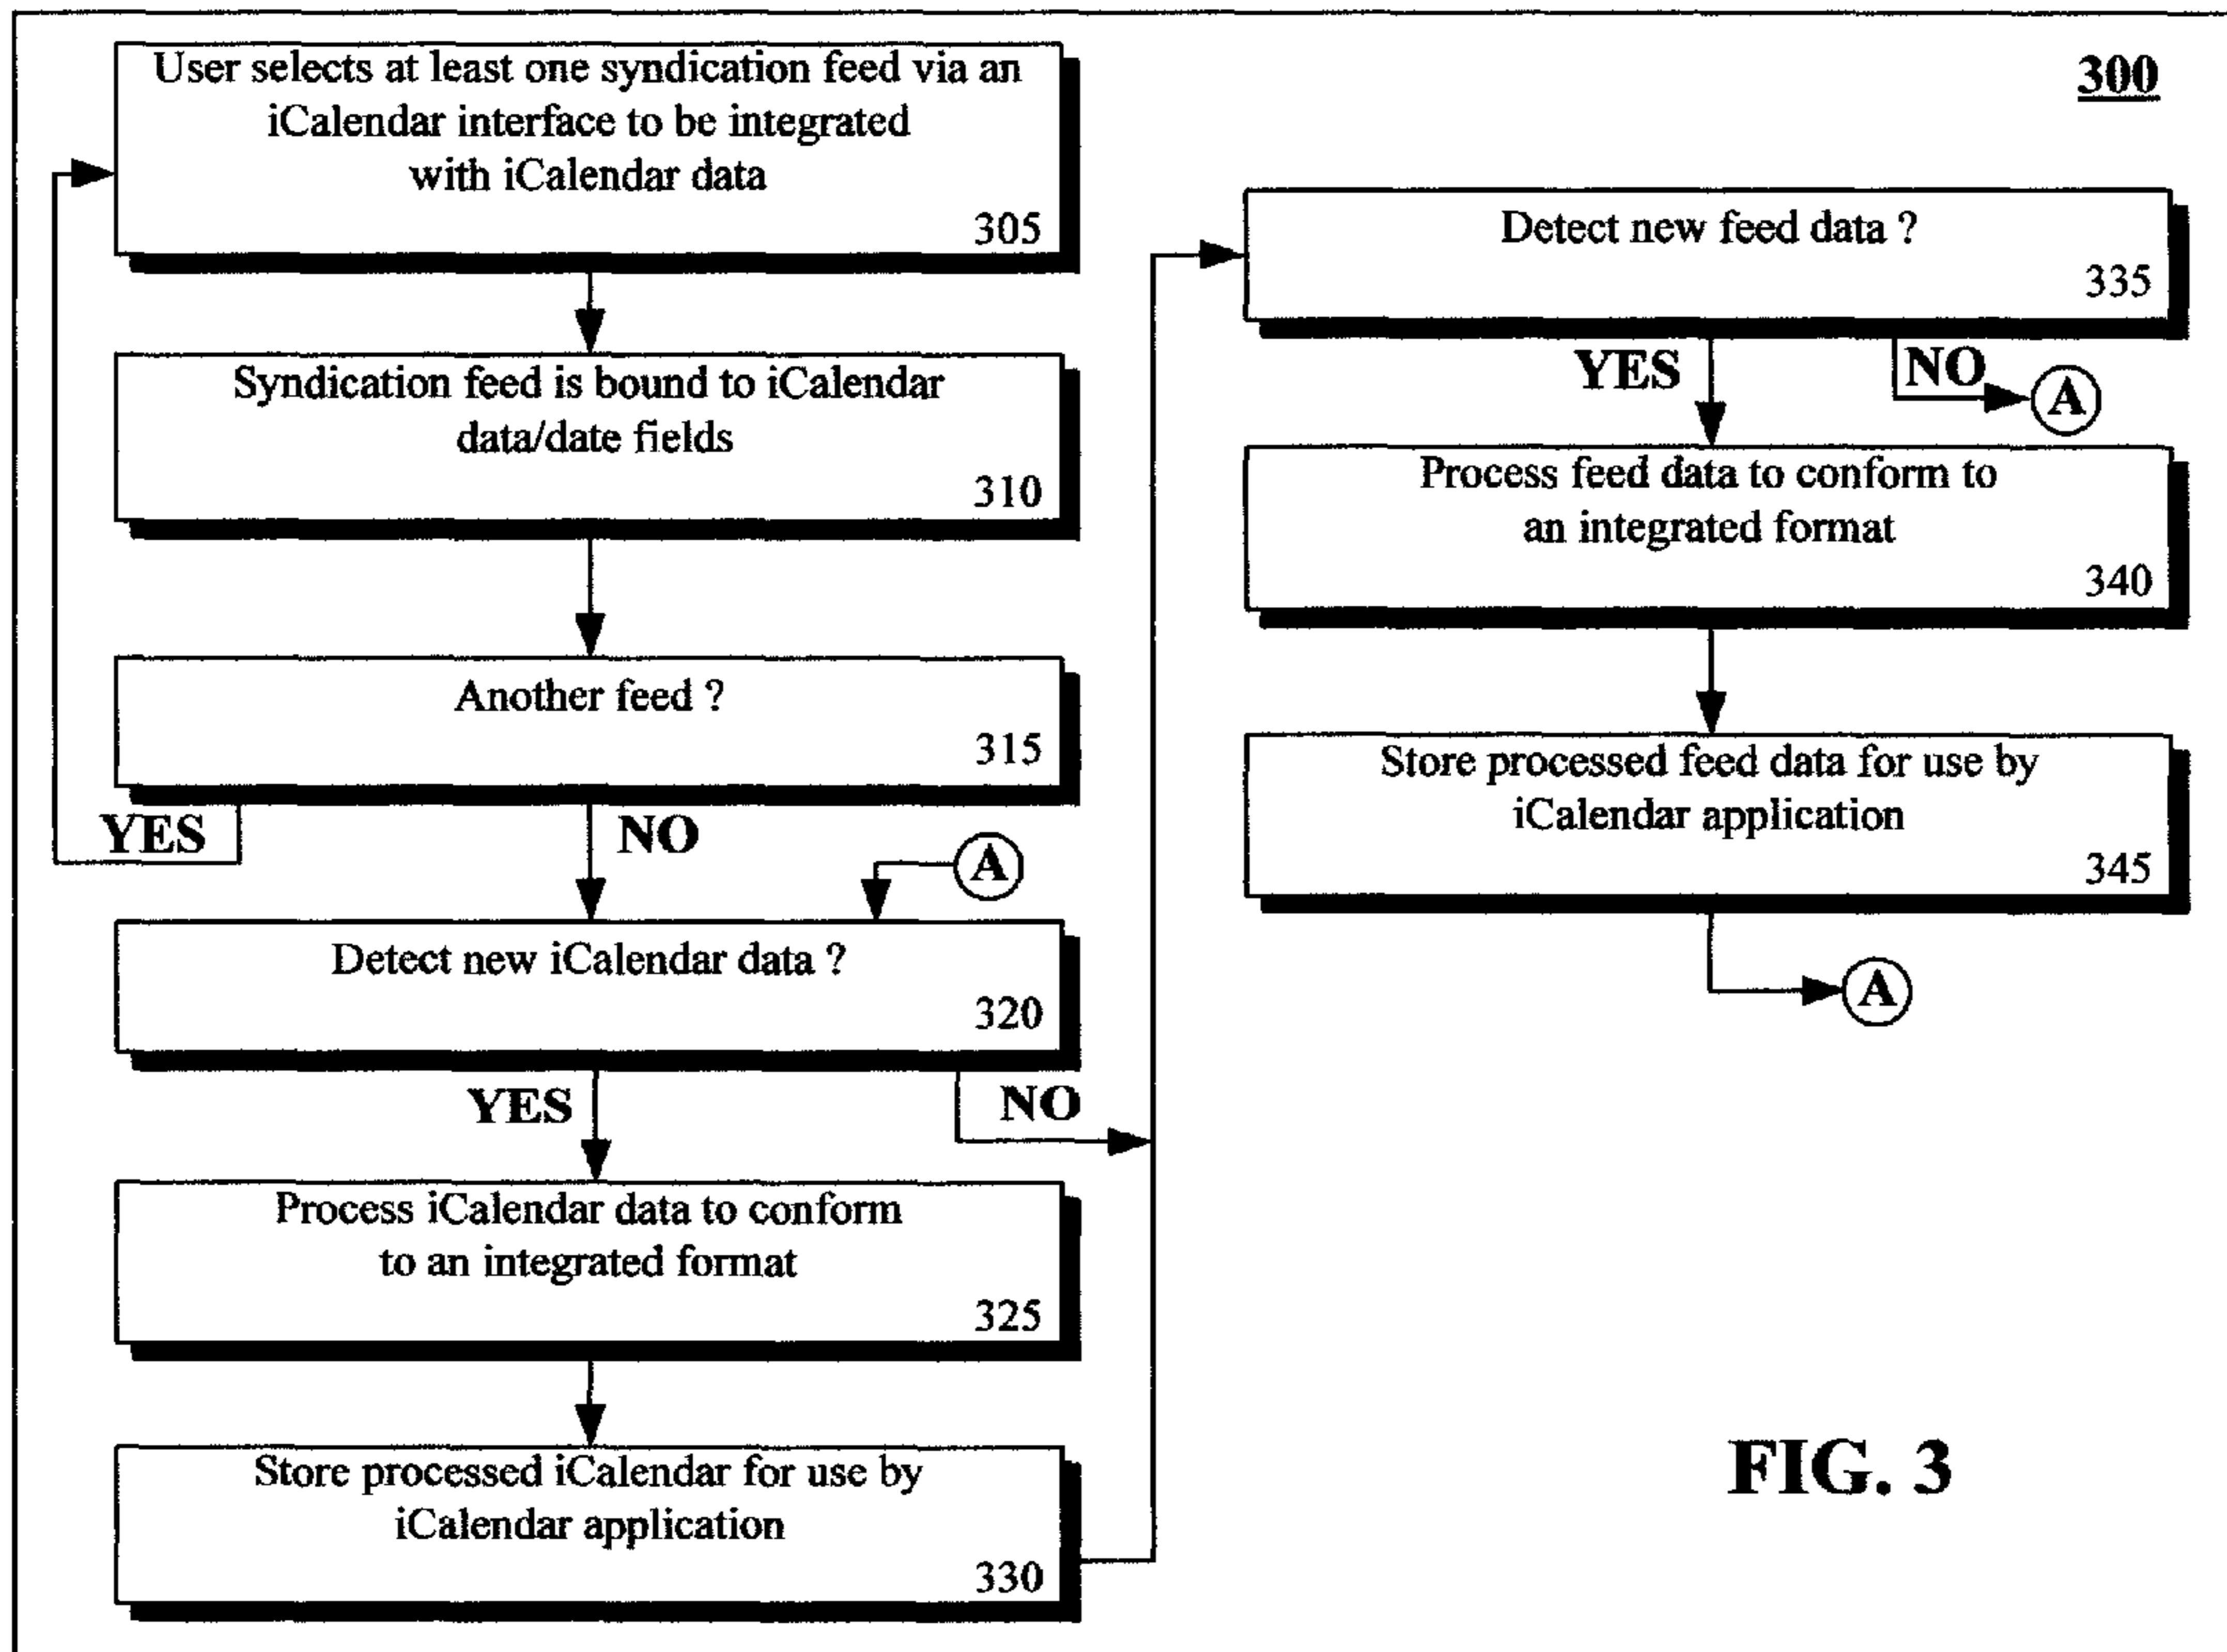 User selects at least one syndication feed via an
iCalendar interface to be integrated
with iCalendar data
305
Syndication feed is bound to iCalendar
data/date fields
310
Another feed ?
315
YES
NO
A
Detect new iCalendar data ?
320
YES
NO
Process iCalendar data to conform
to an integrated format
325
Store processed iCalendar for use by
iCalendar application
330
300
Detect new feed data ?
335
YES
NO
A
Process feed data to conform to
an integrated format
340
Store processed feed data for use by
iCalendar application
345
A
FIG. 3